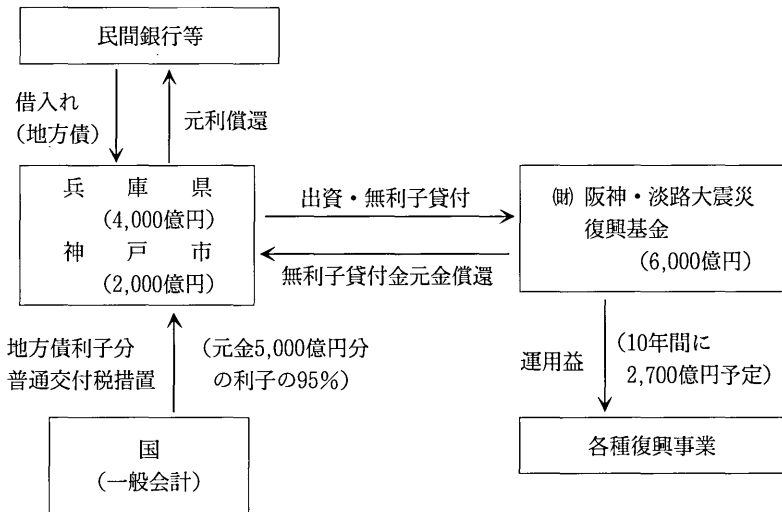 民間銀行等
借入れ
(地方債)
元利償還
兵庫県
(4,000億円)
神戸市
(2,000億円)
出資・無利子貸付
無利子貸付金元金償還
㈶ 阪神・淡路大震災
復興基金
(6,000億円)
地方債利子分
普通交付税措置
(元金5,000億円分
の利子の95%)
運用益
(10年間に
2,700億円予定)
国
(一般会計)
各種復興事業